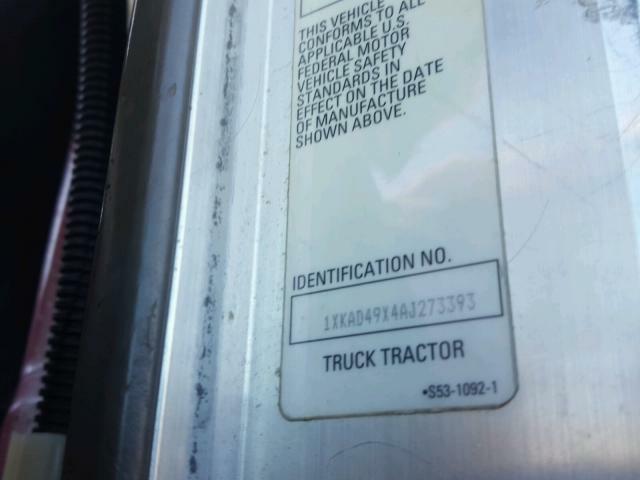 THIS VEHICLE
CONFORMS TO ALL
APPLICABLE U.S.
FEDERAL MOTOR
VEHICLE SAFETY
STANDARDS IN
EFFECT ON THE DATE
OF MANUFACTURE
SHOWN ABOVE.
IDENTIFICATION NO.
1XKAD49X4AJ273393
TRUCK TRACTOR
•S53-1092-1